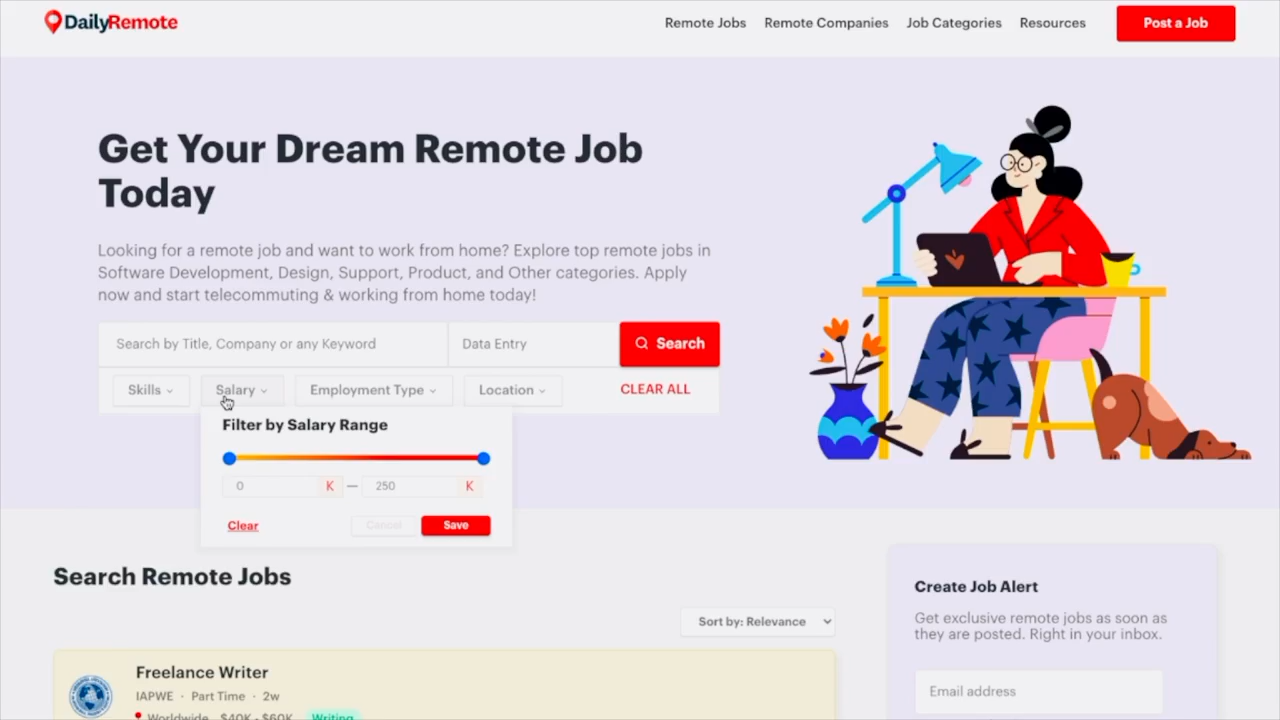 DailyRemote
Remote Jobs
Remote Companies
Job Categories
Resources
Post a Job
Get Your Dream Remote Job
Today
Looking for a remote job and want to work from home? Explore top remote jobs in
Software Development, Design, Support, Product, and Other categories. Apply
now and start telecommuting & working from home today!
Search by Title, Company or any Keyword
Data Entry
Search
Skills
Salary
Employment Type
Location
CLEAR ALL
Filter by Salary Range
0 K — 250 K
Clear
Cancel
Save
Search Remote Jobs
Sort by: Relevance
Freelance Writer
IAPWE · Part Time · 2w
Worldwide $40K - $60K Writing
Create Job Alert
Get exclusive remote jobs as soon as
they are posted. Right in your inbox.
Email address